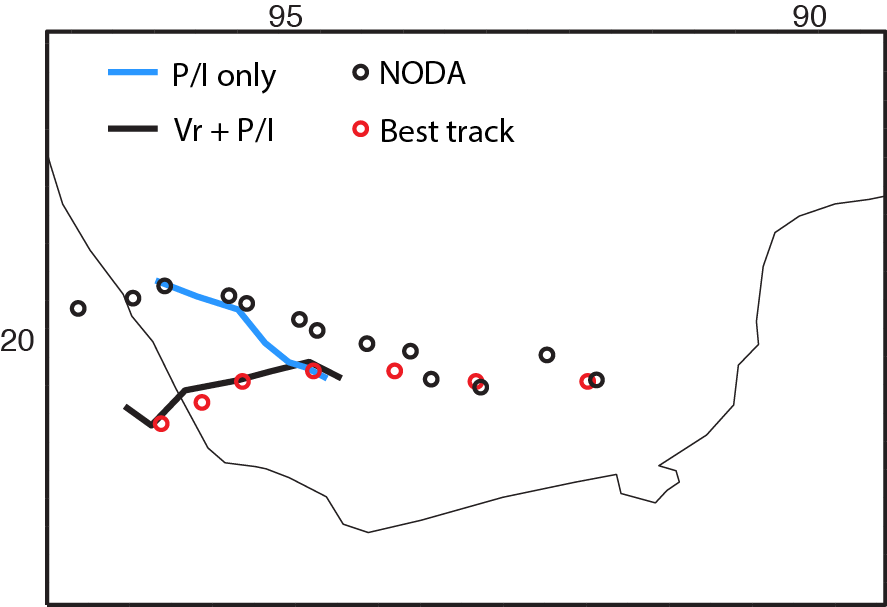 95 90
P/I only NODA
Vr + P/I Best track
20